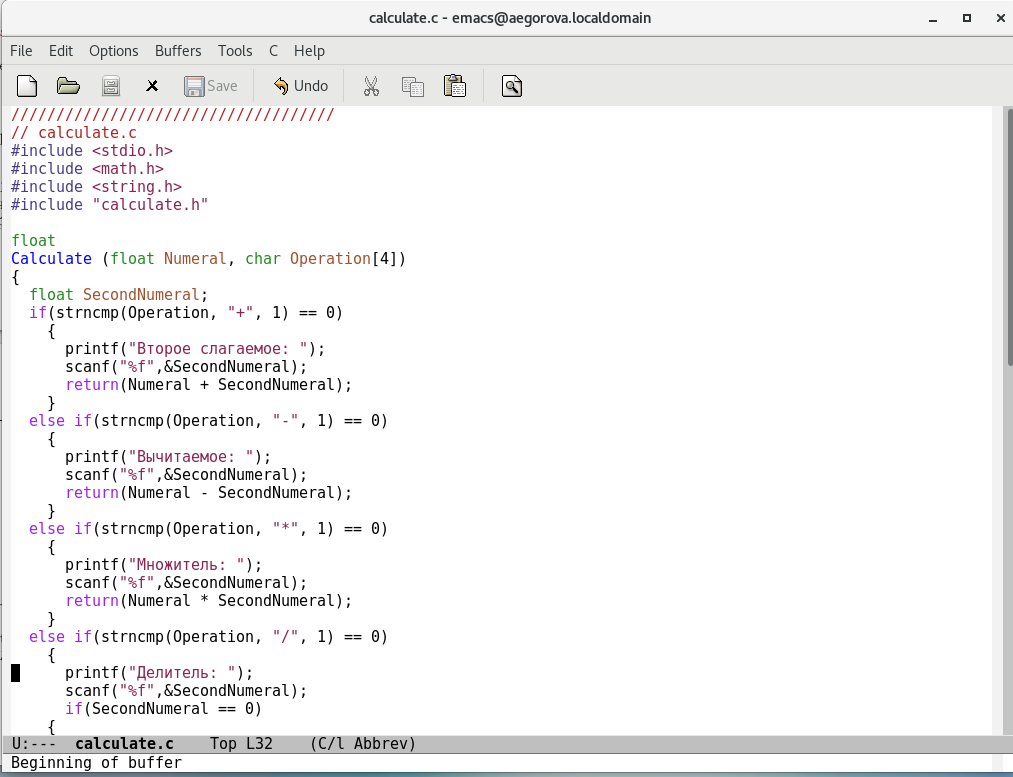 calculate.c - emacs@aegorova.localdomain
File Edit Options Buffers Tools C Help
Save Undo
////////////////////////////////////
// calculate.c
#include <stdio.h>
#include <math.h>
#include <string.h>
#include "calculate.h"

float
Calculate (float Numeral, char Operation[4])
{
  float SecondNumeral;
  if(strncmp(Operation, "+", 1) == 0)
    {
      printf("Второе слагаемое: ");
      scanf("%f",&SecondNumeral);
      return(Numeral + SecondNumeral);
    }
  else if(strncmp(Operation, "-", 1) == 0)
    {
      printf("Вычитаемое: ");
      scanf("%f",&SecondNumeral);
      return(Numeral - SecondNumeral);
    }
  else if(strncmp(Operation, "*", 1) == 0)
    {
      printf("Множитель: ");
      scanf("%f",&SecondNumeral);
      return(Numeral * SecondNumeral);
    }
  else if(strncmp(Operation, "/", 1) == 0)
    {
      printf("Делитель: ");
      scanf("%f",&SecondNumeral);
      if(SecondNumeral == 0)
    {
U:---  calculate.c    Top L32    (C/l Abbrev)
Beginning of buffer